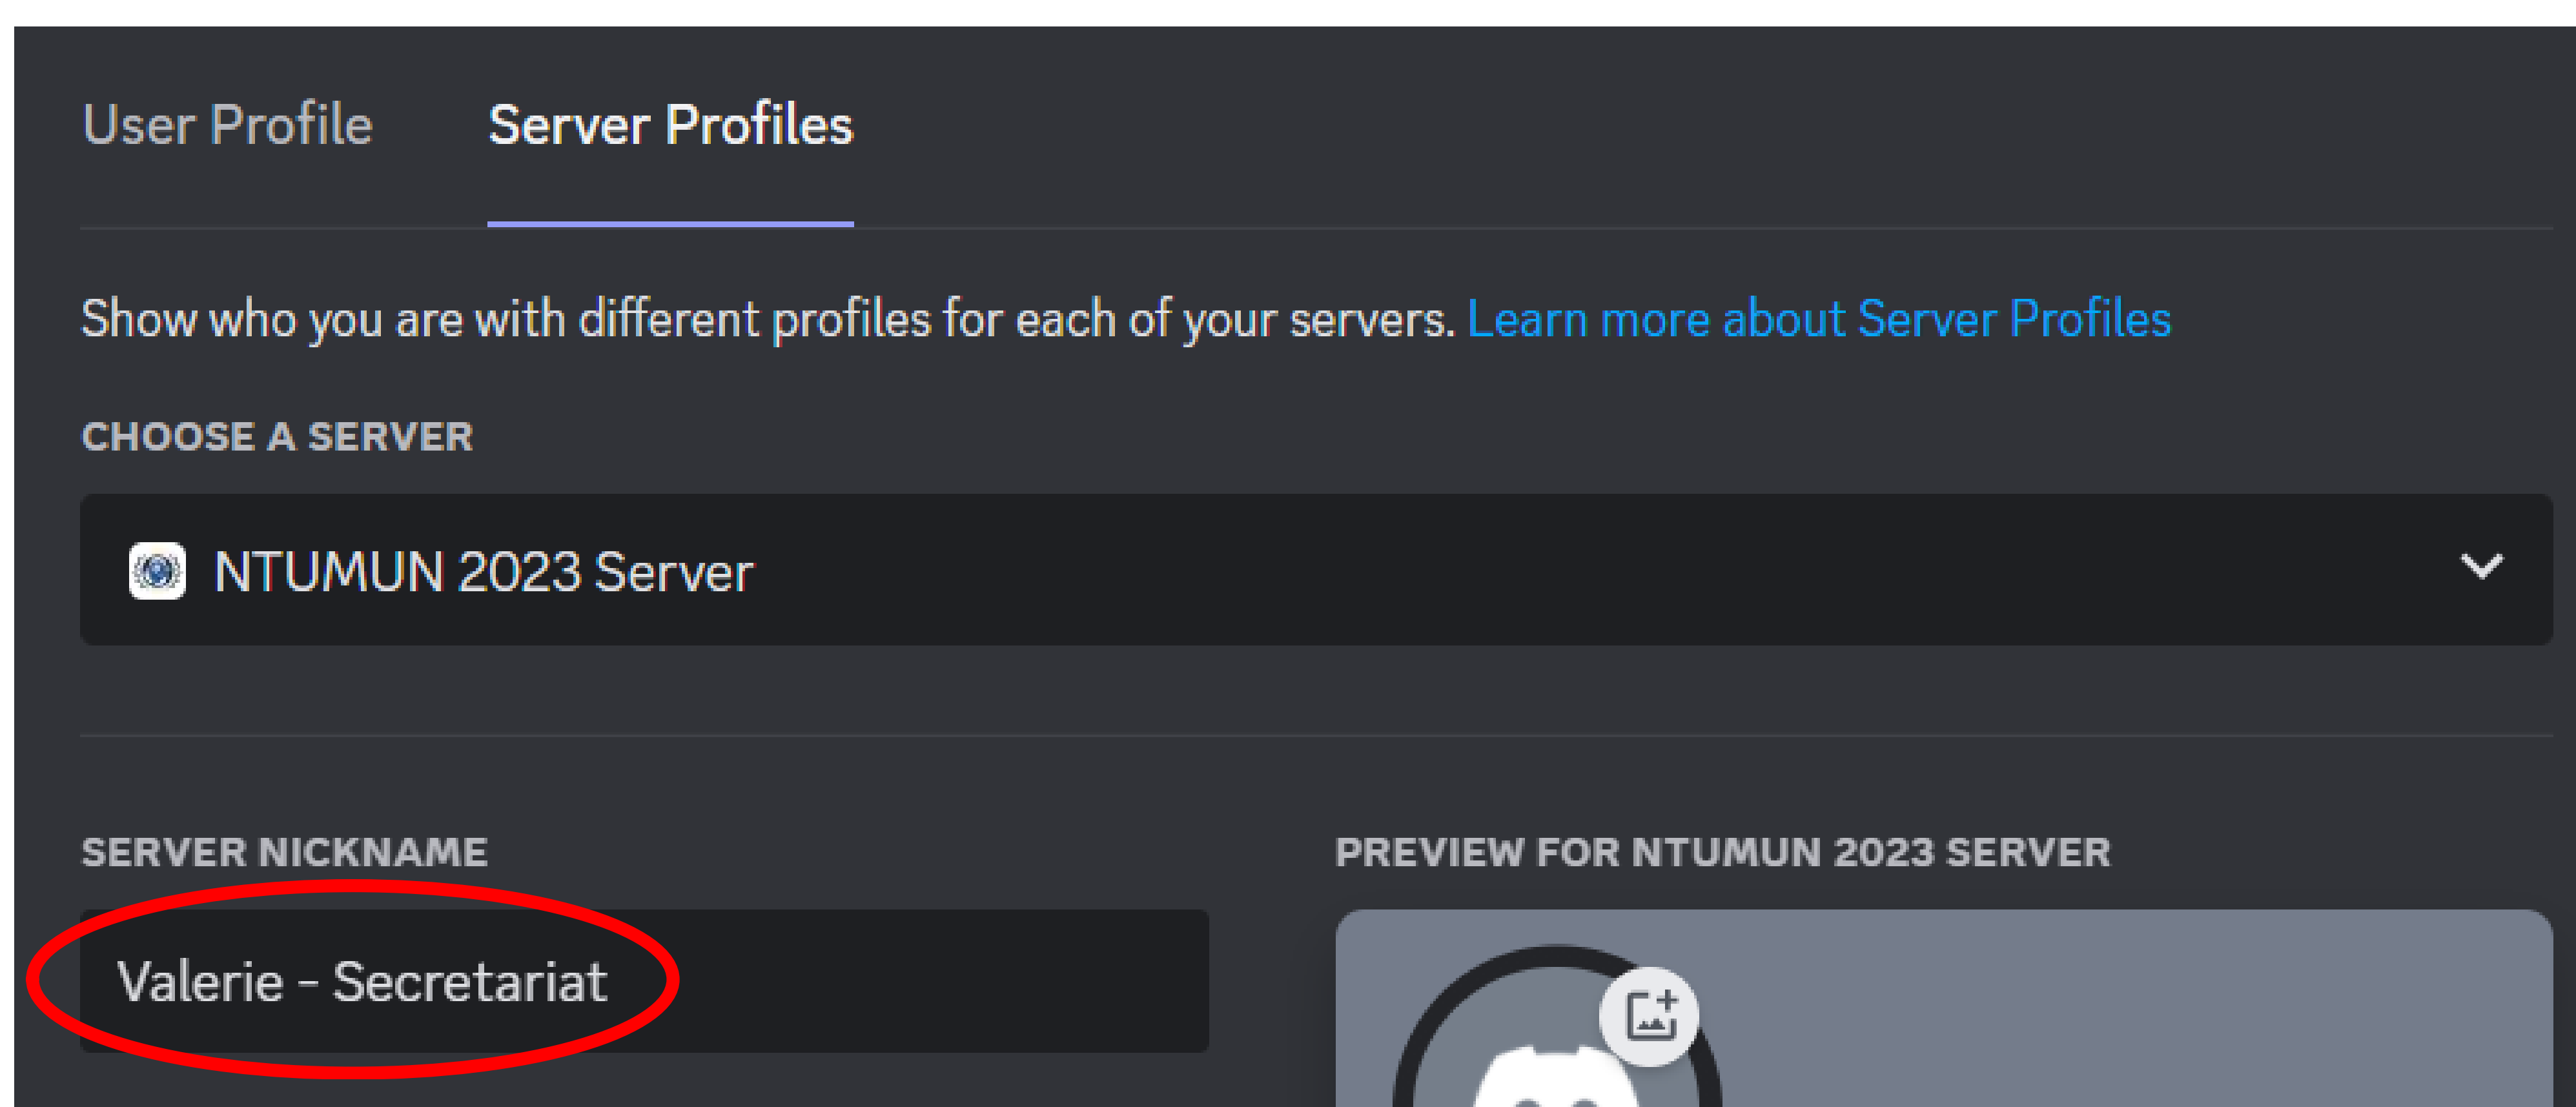 User Profile Server Profiles
Show who you are with different profiles for each of your servers. Learn more about Server Profiles
CHOOSE A SERVER
NTUMUN 2023 Server
SERVER NICKNAME
Valerie - Secretariat
PREVIEW FOR NTUMUN 2023 SERVER